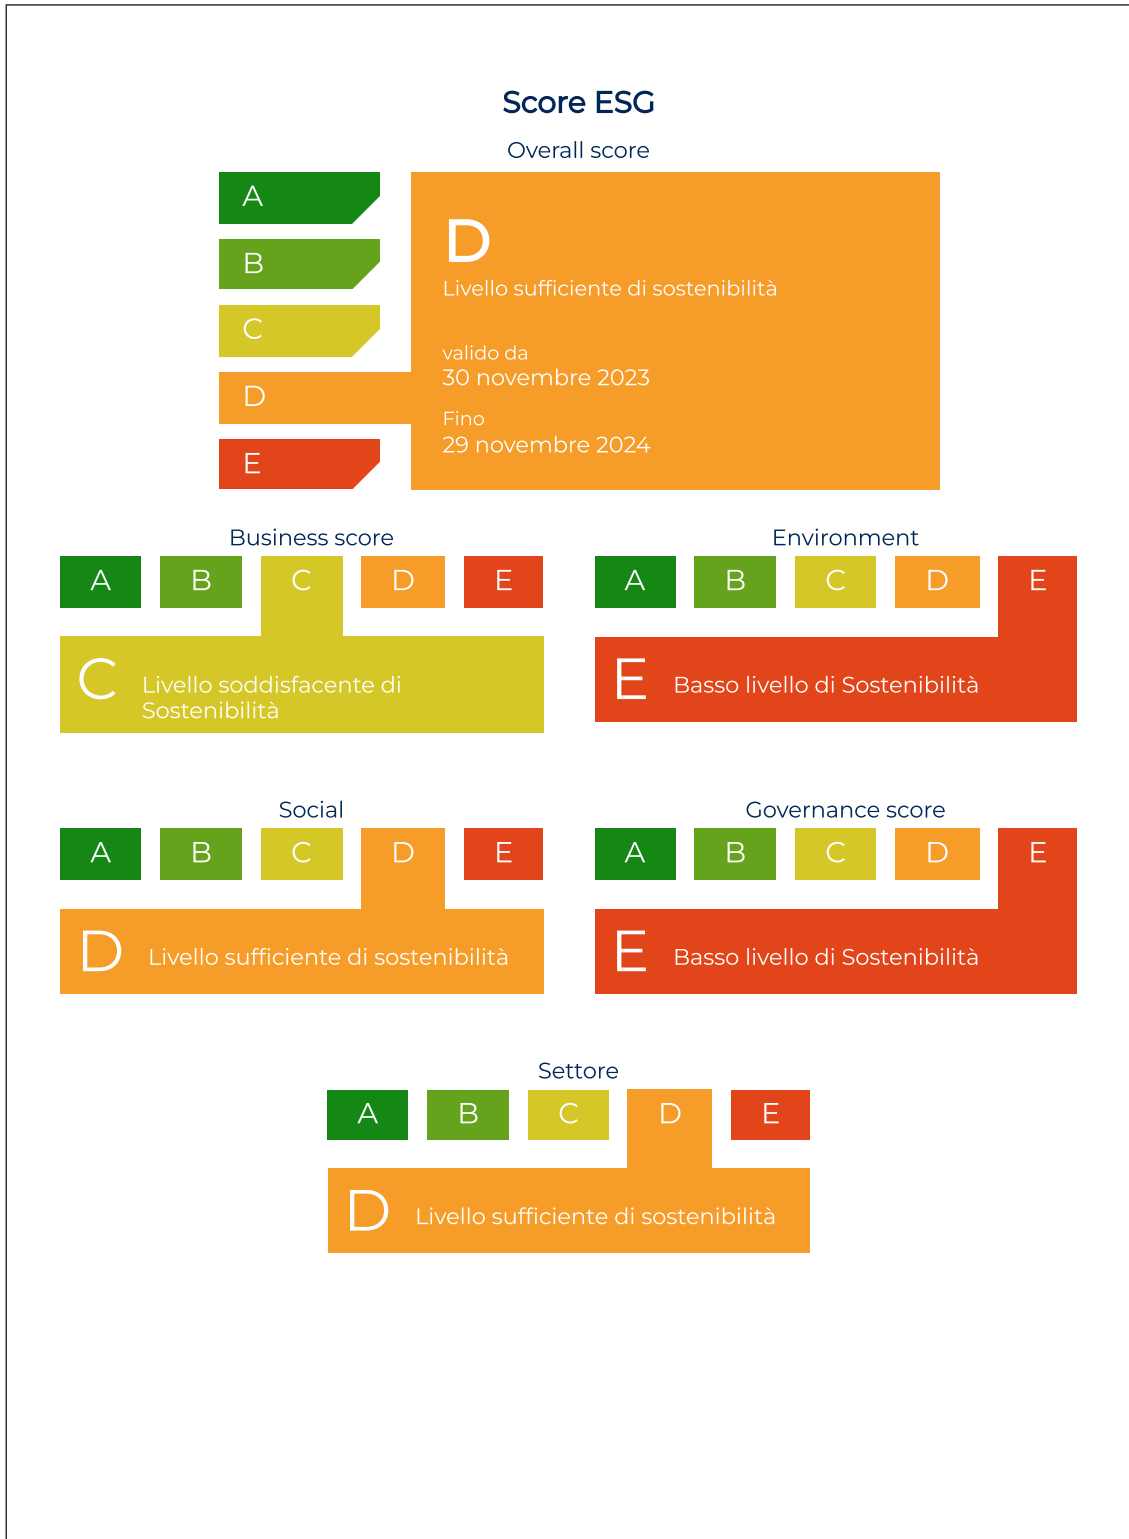 Score ESG
Overall score
A
B
C
D
E
D
Livello sufficiente di sostenibilità
valido da
30 novembre 2023
Fino
29 novembre 2024
Business score
A B C D E
C Livello soddisfacente di
Sostenibilità
Environment
A B C D E
E Basso livello di Sostenibilità
Social
A B C D E
D Livello sufficiente di sostenibilità
Governance score
A B C D E
E Basso livello di Sostenibilità
Settore
A B C D E
D Livello sufficiente di sostenibilità